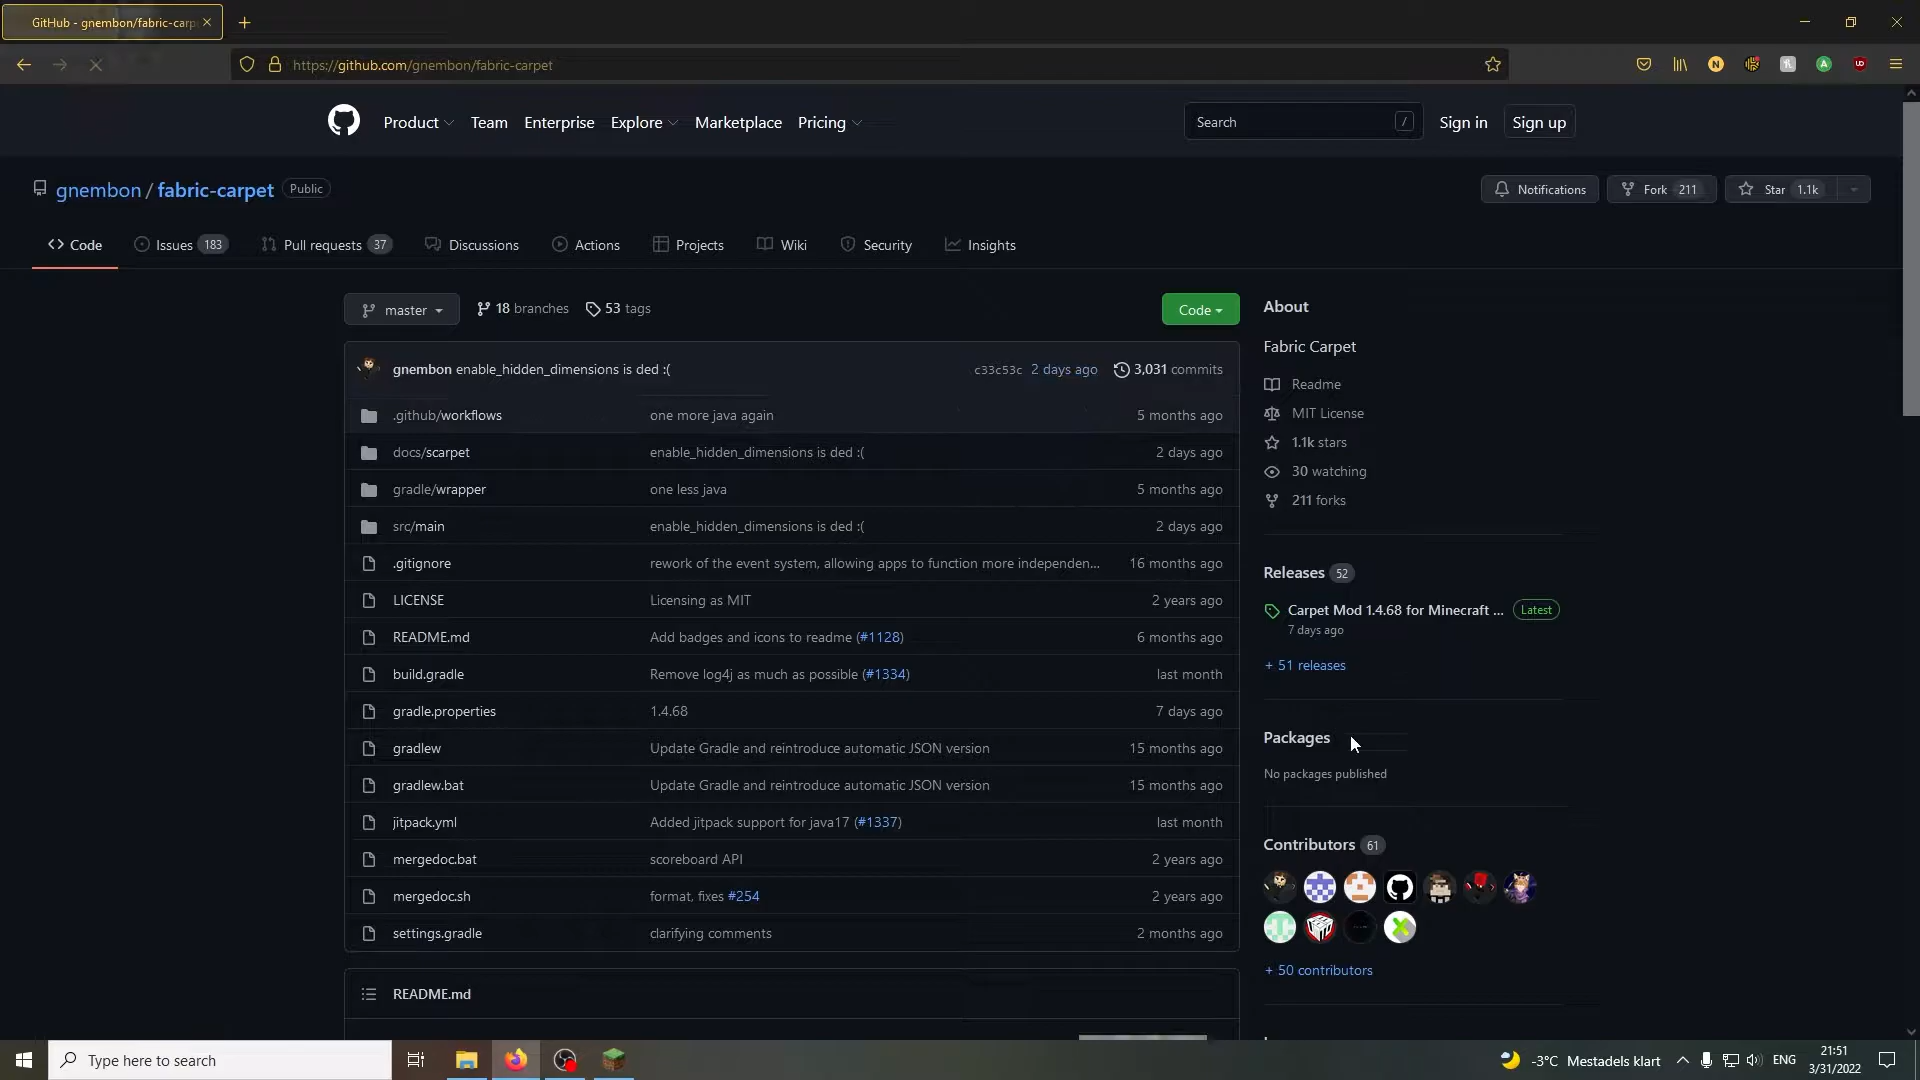 GitHub - gnembon/fabric-carp
https://github.com/gnembon/fabric-carpet
Product Team Enterprise Explore Marketplace Pricing
Search /
Sign in Sign up
gnembon / fabric-carpet Public
Notifications Fork 211 Star 1.1k
Code Issues 183 Pull requests 37 Discussions Actions Projects Wiki Security Insights
master 18 branches 53 tags Code
gnembon enable_hidden_dimensions is ded :( c33c53c 2 days ago 3,031 commits
.github/workflows one more java again 5 months ago
docs/scarpet enable_hidden_dimensions is ded :( 2 days ago
gradle/wrapper one less java 5 months ago
src/main enable_hidden_dimensions is ded :( 2 days ago
.gitignore rework of the event system, allowing apps to function more independen... 16 months ago
LICENSE Licensing as MIT 2 years ago
README.md Add badges and icons to readme (#1128) 6 months ago
build.gradle Remove log4j as much as possible (#1334) last month
gradle.properties 1.4.68 7 days ago
gradlew Update Gradle and reintroduce automatic JSON version 15 months ago
gradlew.bat Update Gradle and reintroduce automatic JSON version 15 months ago
jitpack.yml Added jitpack support for java17 (#1337) last month
mergedoc.bat scoreboard API 2 years ago
mergedoc.sh format, fixes #254 2 years ago
settings.gradle clarifying comments 2 months ago
README.md
About
Fabric Carpet
Readme
MIT License
1.1k stars
30 watching
211 forks
Releases 52
Carpet Mod 1.4.68 for Minecraft ... Latest
7 days ago
+ 51 releases
Packages
No packages published
Contributors 61
+ 50 contributors
Type here to search
-3°C Mestadels klart
ENG
21:51
3/31/2022